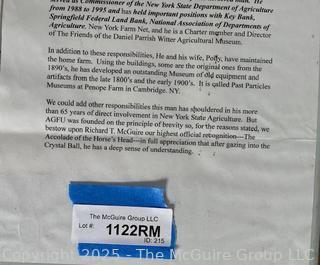 served as Commissioner of the New York State Department of Agriculture
from 1988 to 1995 and has held important positions with Key Bank,
Springfield Federal Land Bank, National Association of Departments of
Agriculture, New York Farm Net, and he is a Charter member and Director
of The Friends of the Daniel Parrish Witter Agricultural Museum.
In addition to these responsibilities, He and his wife, Polly, have maintained
the home farm. Using the buildings, some are the original ones from the
1890's, he has developed an outstanding Museum of old equipment and
artifacts from the late 1800's and the early 1900's. It is called Past Particles
Museums at Penope Farm in Cambridge. NY.
We could add other responsibilities this man has shouldered in his more
than 65 years of direct involvement in New York State Agriculture. But
AGFU was founded on the principle of brevity so, for the reasons stated, we
bestow upon Richard T. McGuire our highest official recognition—The
Accolade of the Horse's Head—in full appreciation that after gazing into the
Crystal Ball, he has a deep sense of understanding.
The McGuire Group LLC
Lot #: 1122RM
ID: 215
Copyright © 2025 - The McGuire Group LLC